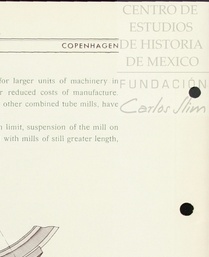 CENTRO DE
ESTUDIOS
DE HISTORIA
DE MEXICO
FUNDACIÓN
Carlos Slim
COPENHAGEN
for larger units of machinery in
r reduced costs of manufacture.
other combined tube mills, have
limit, suspension of the mill on
with mills of still greater length,